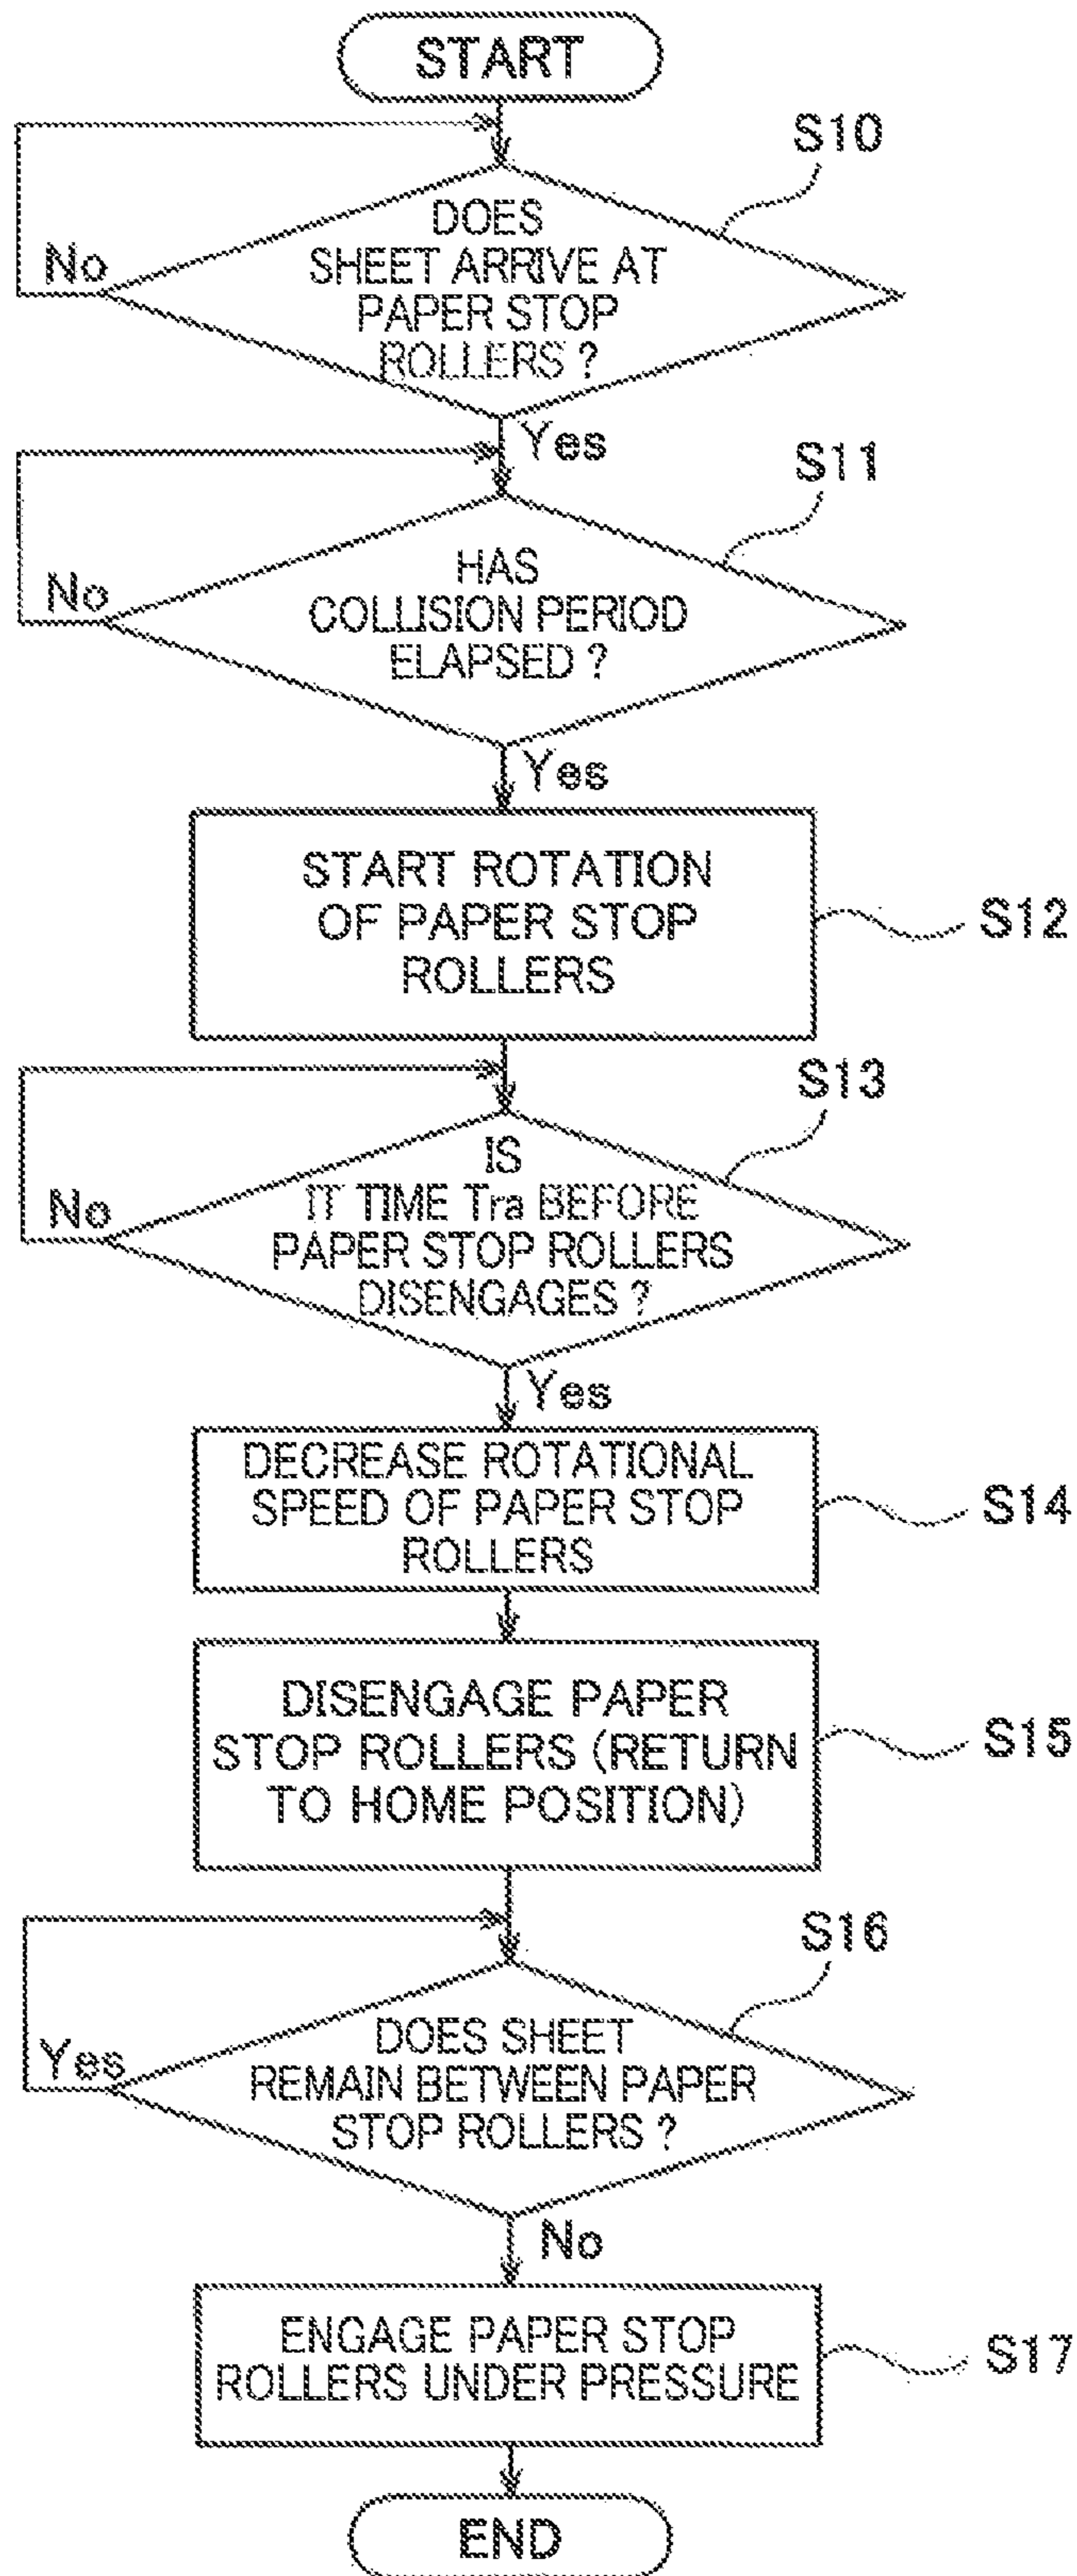 START
S10
DOES
SHEET ARRIVE AT
PAPER STOP
ROLLERS ?
No
Yes
S11
HAS
COLLISION PERIOD
ELAPSED ?
No
Yes
START ROTATION
OF PAPER STOP
ROLLERS
S12
S13
IS
IT TIME Tra BEFORE
PAPER STOP ROLLERS
DISENGAGES ?
No
Yes
DECREASE ROTATIONAL
SPEED OF PAPER STOP
ROLLERS
S14
DISENGAGE PAPER
STOP ROLLERS (RETURN
TO HOME POSITION)
S15
S16
DOES SHEET
REMAIN BETWEEN PAPER
STOP ROLLERS ?
Yes
No
ENGAGE PAPER STOP
ROLLERS UNDER PRESSURE
S17
END